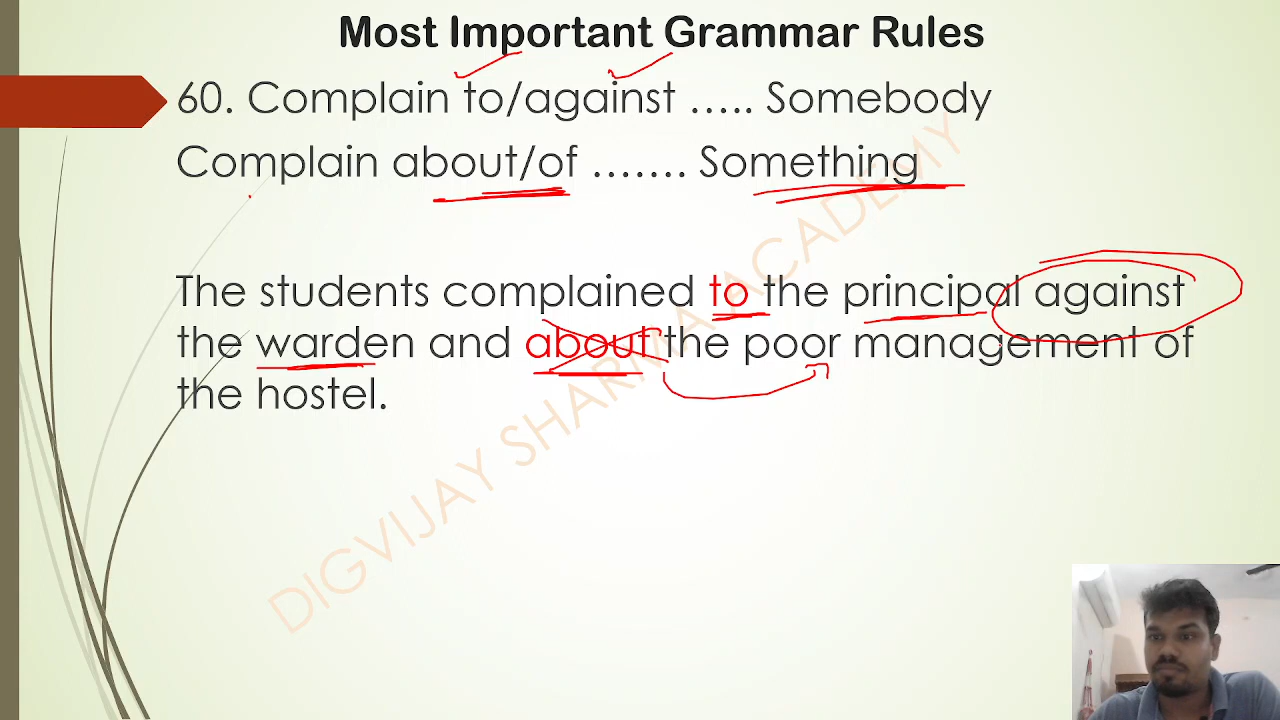 Most Important Grammar Rules
60. Complain to/against ..... Somebody
Complain about/of ....... Something
The students complained to the principal against
the warden and about the poor management of
the hostel.
DIGVIJAY SHARMA ACADEMY